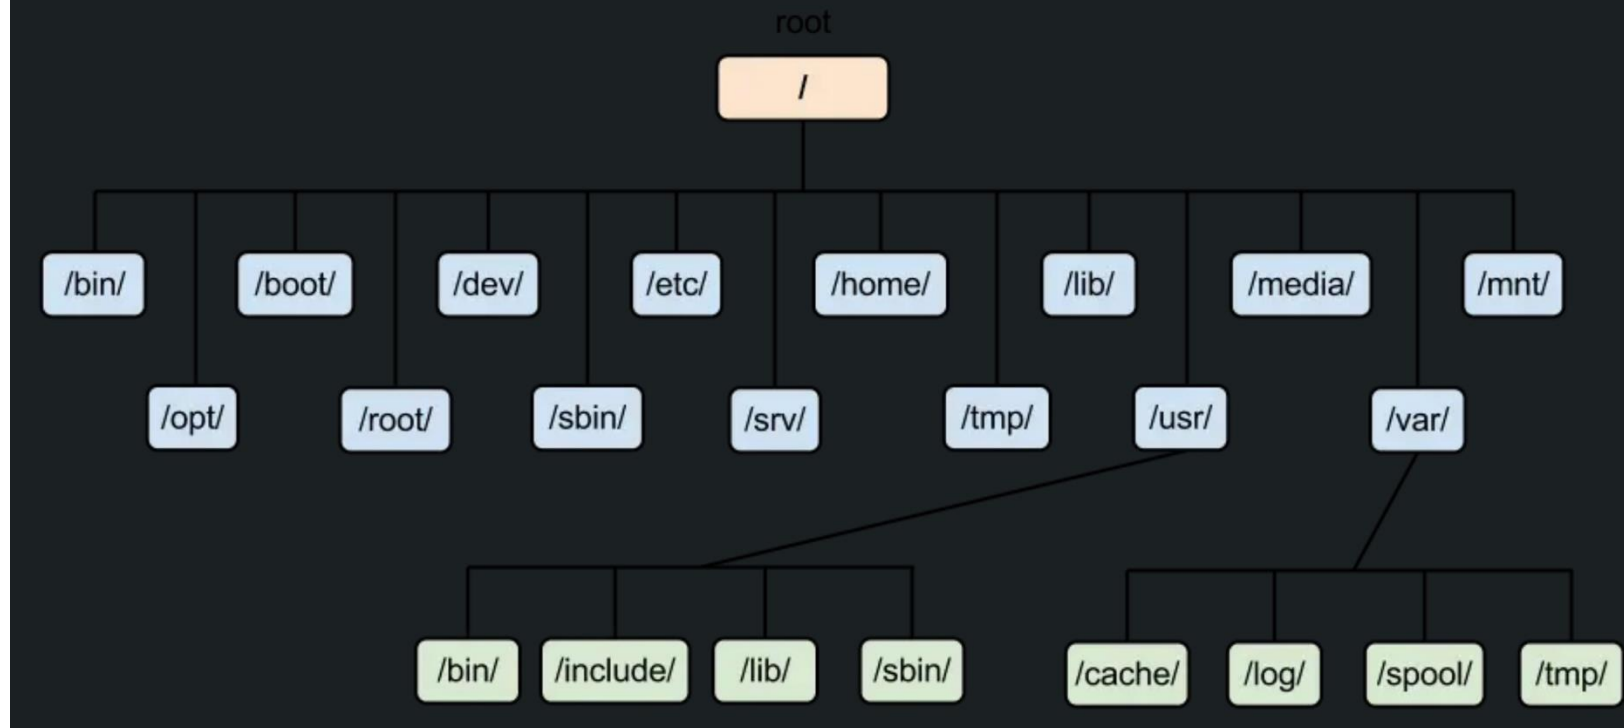 root
/
/bin/
/boot/
/dev/
/etc/
/home/
/lib/
/media/
/mnt/
/opt/
/root/
/sbin/
/srv/
/tmp/
/usr/
/var/
/bin/
/include/
/lib/
/sbin/
/cache/
/log/
/spool/
/tmp/